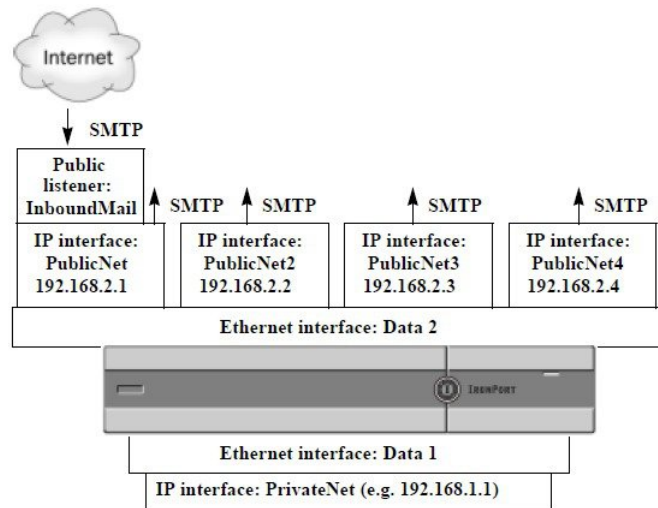 Internet
SMTP
Public
listener:
InboundMail
SMTP
SMTP
SMTP
SMTP
IP interface:
PublicNet
192.168.2.1
IP interface:
PublicNet2
192.168.2.2
IP interface:
PublicNet3
192.168.2.3
IP interface:
PublicNet4
192.168.2.4
Ethernet interface: Data 2
IRONPORT
Ethernet interface: Data 1
IP interface: PrivateNet (e.g. 192.168.1.1)